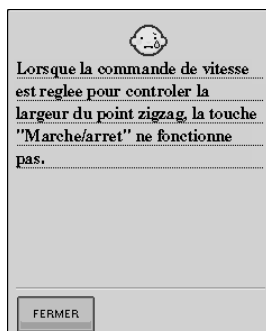 Lorsque la commande de vitesse
est reglee pour controler la
largeur du point zigzag, la touche
"Marche/arret" ne fonctionne
pas.
FERMER